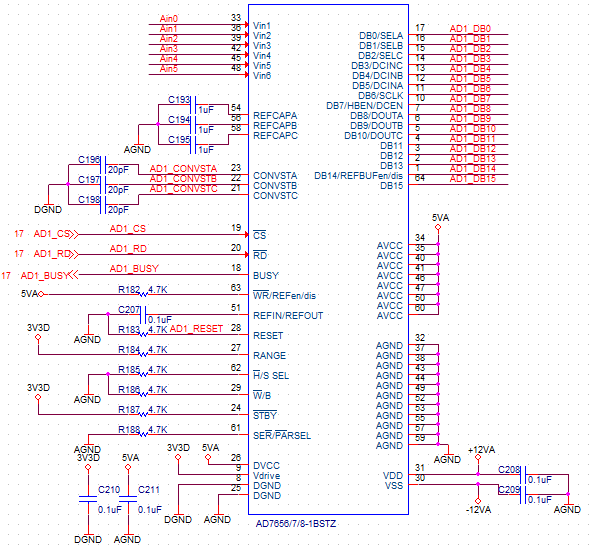 Ain0 33 Vin1
Ain1 36 Vin2
Ain2 39 Vin3
Ain3 42 Vin4
Ain4 45 Vin5
Ain5 48 Vin6
DB0/SELA 17 AD1_DB0
DB1/SELB 16 AD1_DB1
DB2/SELC 15 AD1_DB2
DB3/DCINC 14 AD1_DB3
DB4/DCINB 13 AD1_DB4
DB5/DCINA 12 AD1_DB5
DB6/SCLK 11 AD1_DB6
DB7/HBEN/DCEN 10 AD1_DB7
DB8/DOUTA 7 AD1_DB8
DB9/DOUTB 6 AD1_DB9
DB10/DOUTC 5 AD1_DB10
DB11 4 AD1_DB11
DB12 3 AD1_DB12
DB13 2 AD1_DB13
DB14/REFBUFen/dis 1 AD1_DB14
DB15 64 AD1_DB15
C193 1uF 54 REFCAPA
C194 1uF 56 REFCAPB
C195 1uF 58 REFCAPC
AGND
C196 20pF AD1_CONVSTA 23 CONVSTA
C197 20pF AD1_CONVSTB 22 CONVSTB
C198 20pF AD1_CONVSTC 21 CONVSTC
DGND
17 AD1_CS AD1_CS 19 CS
17 AD1_RD AD1_RD 20 RD
17 AD1_BUSY AD1_BUSY 18 BUSY
5VA R182 4.7K 63 WR/REFen/dis
C207 0.1uF 51 REFIN/REFOUT
R183 4.7K AD1_RESET 28 RESET
AGND
3V3D R184 4.7K 27 RANGE
R185 4.7K 62 H/S SEL
R186 4.7K 29 W/B
AGND
3V3D R187 4.7K 24 STBY
R188 4.7K 61 SER/PARSEL
AGND
5VA
34 AVCC
35 AVCC
40 AVCC
41 AVCC
46 AVCC
47 AVCC
50 AVCC
60 AVCC
32 AGND
37 AGND
38 AGND
43 AGND
44 AGND
49 AGND
52 AGND
53 AGND
55 AGND
57 AGND
59 AGND
AGND
3V3D 5VA
C210 0.1uF C211 0.1uF
DGND AGND
3V3D 5VA
26 DVCC
9 Vdrive
8 DGND
25 DGND
DGND AGND
+12VA
VDD 31 C208 0.1uF
VSS 30 C209 0.1uF
-12VA AGND
AD7656/7/8-1BSTZ